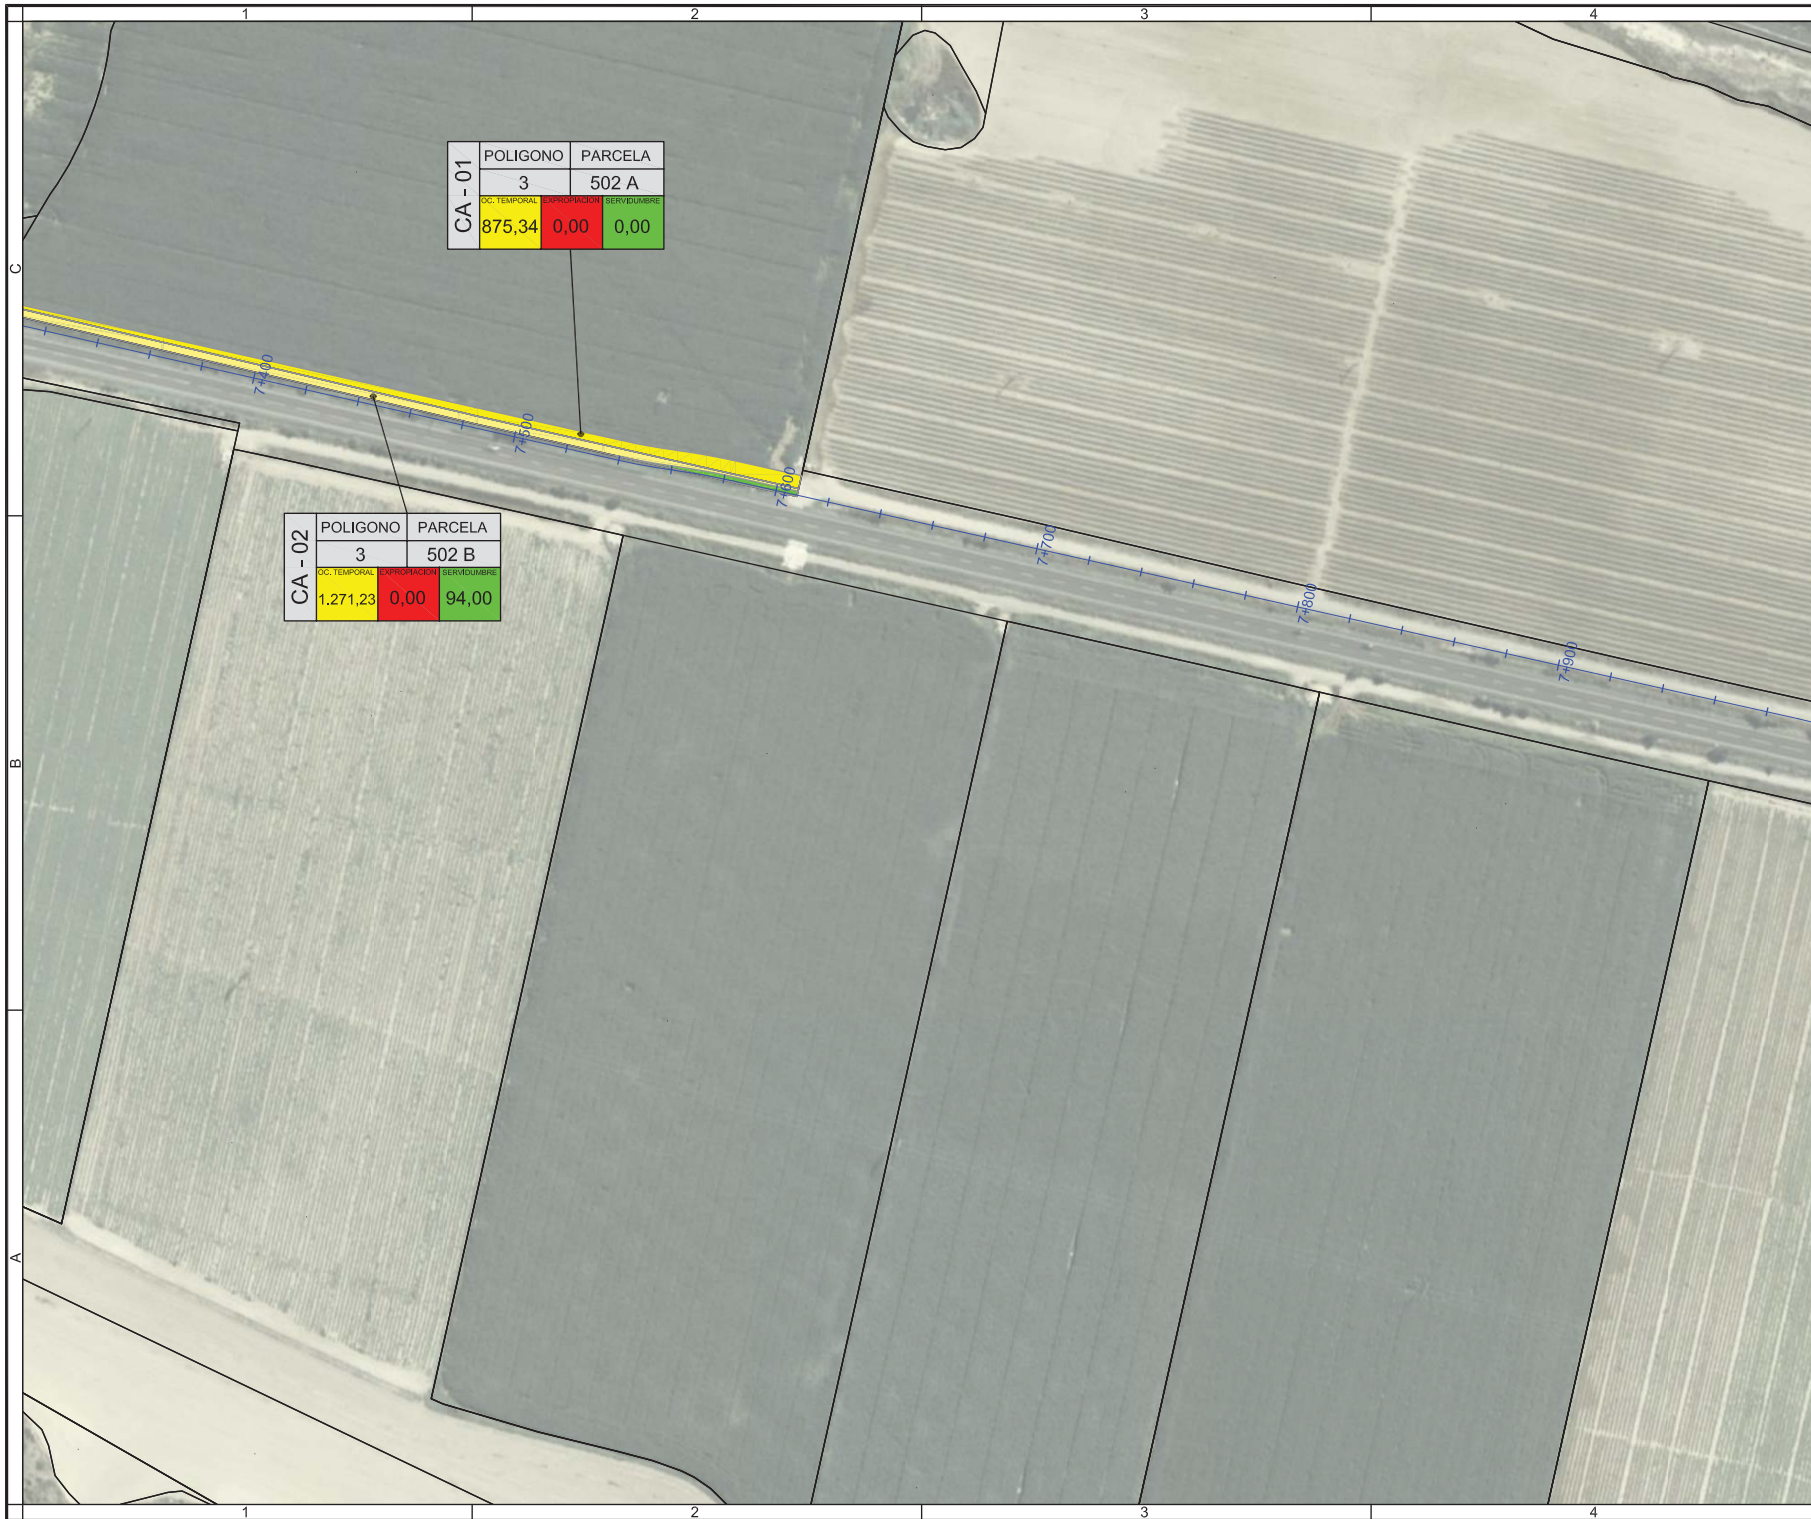 1 2 3 4
CA - 01
POLIGONO PARCELA
3 502 A
OC. TEMPORAL EXPROPIACION SERVIDUMBRE
875,34 0,00 0,00
C
7+400
7+500
7+600
7+700
7+800
7+900
CA - 02
POLIGONO PARCELA
3 502 B
OC. TEMPORAL EXPROPIACION SERVIDUMBRE
1.271,23 0,00 94,00
B
A
1 2 3 4